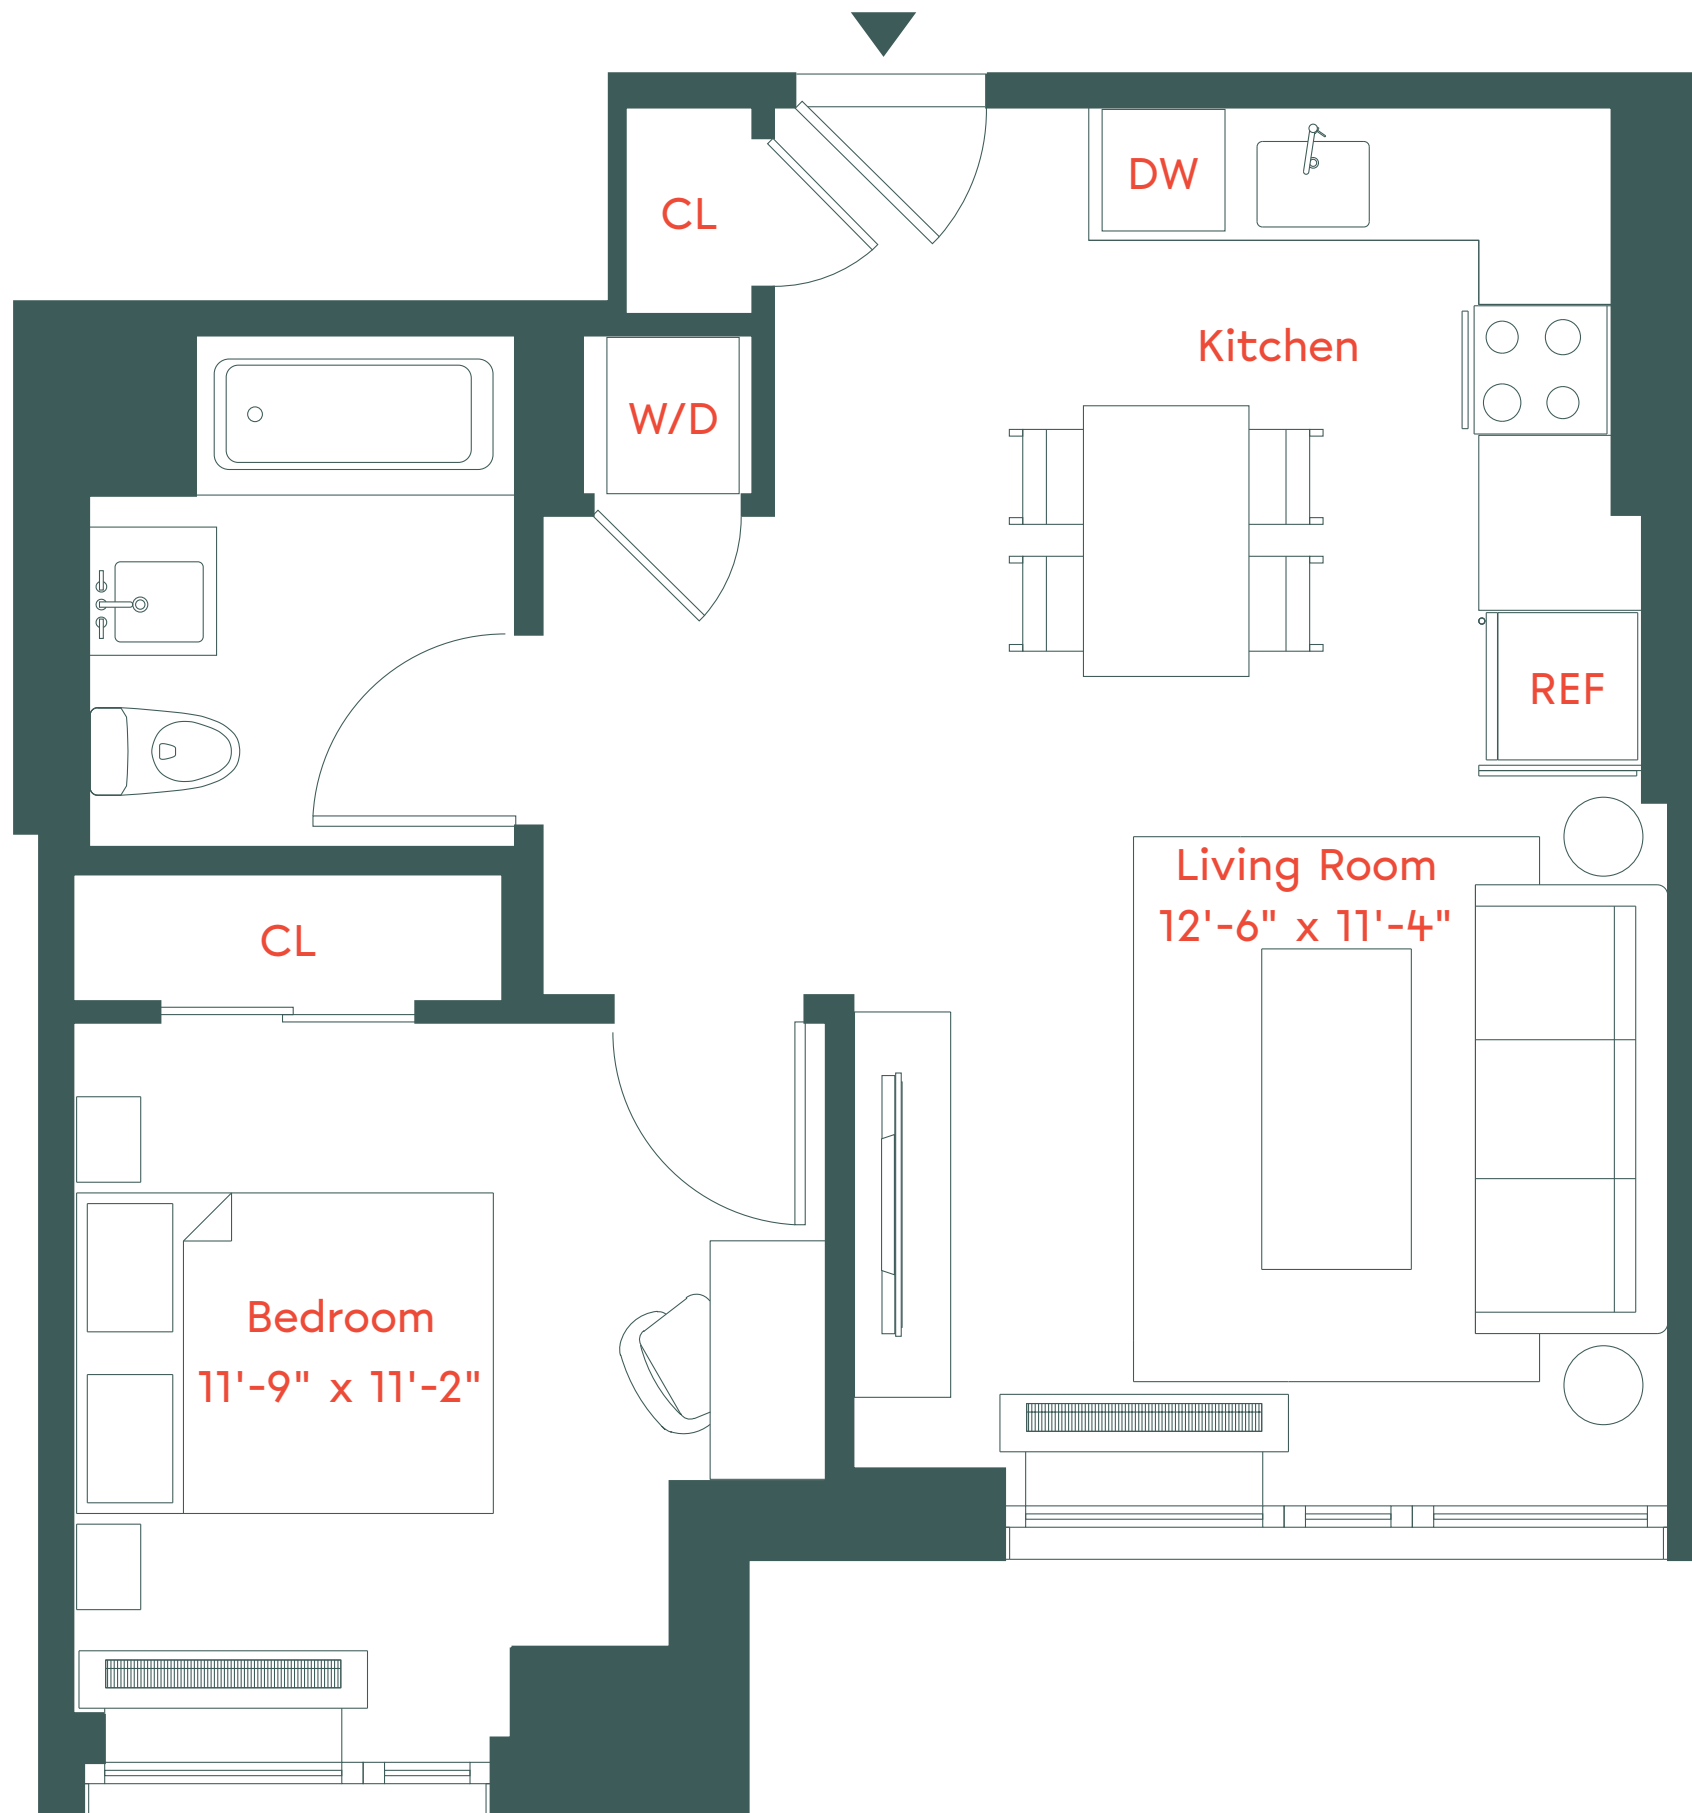 DW
CL
Kitchen
W/D
REF
Living Room
12'-6" x 11'-4"
CL
Bedroom
11'-9" x 11'-2"